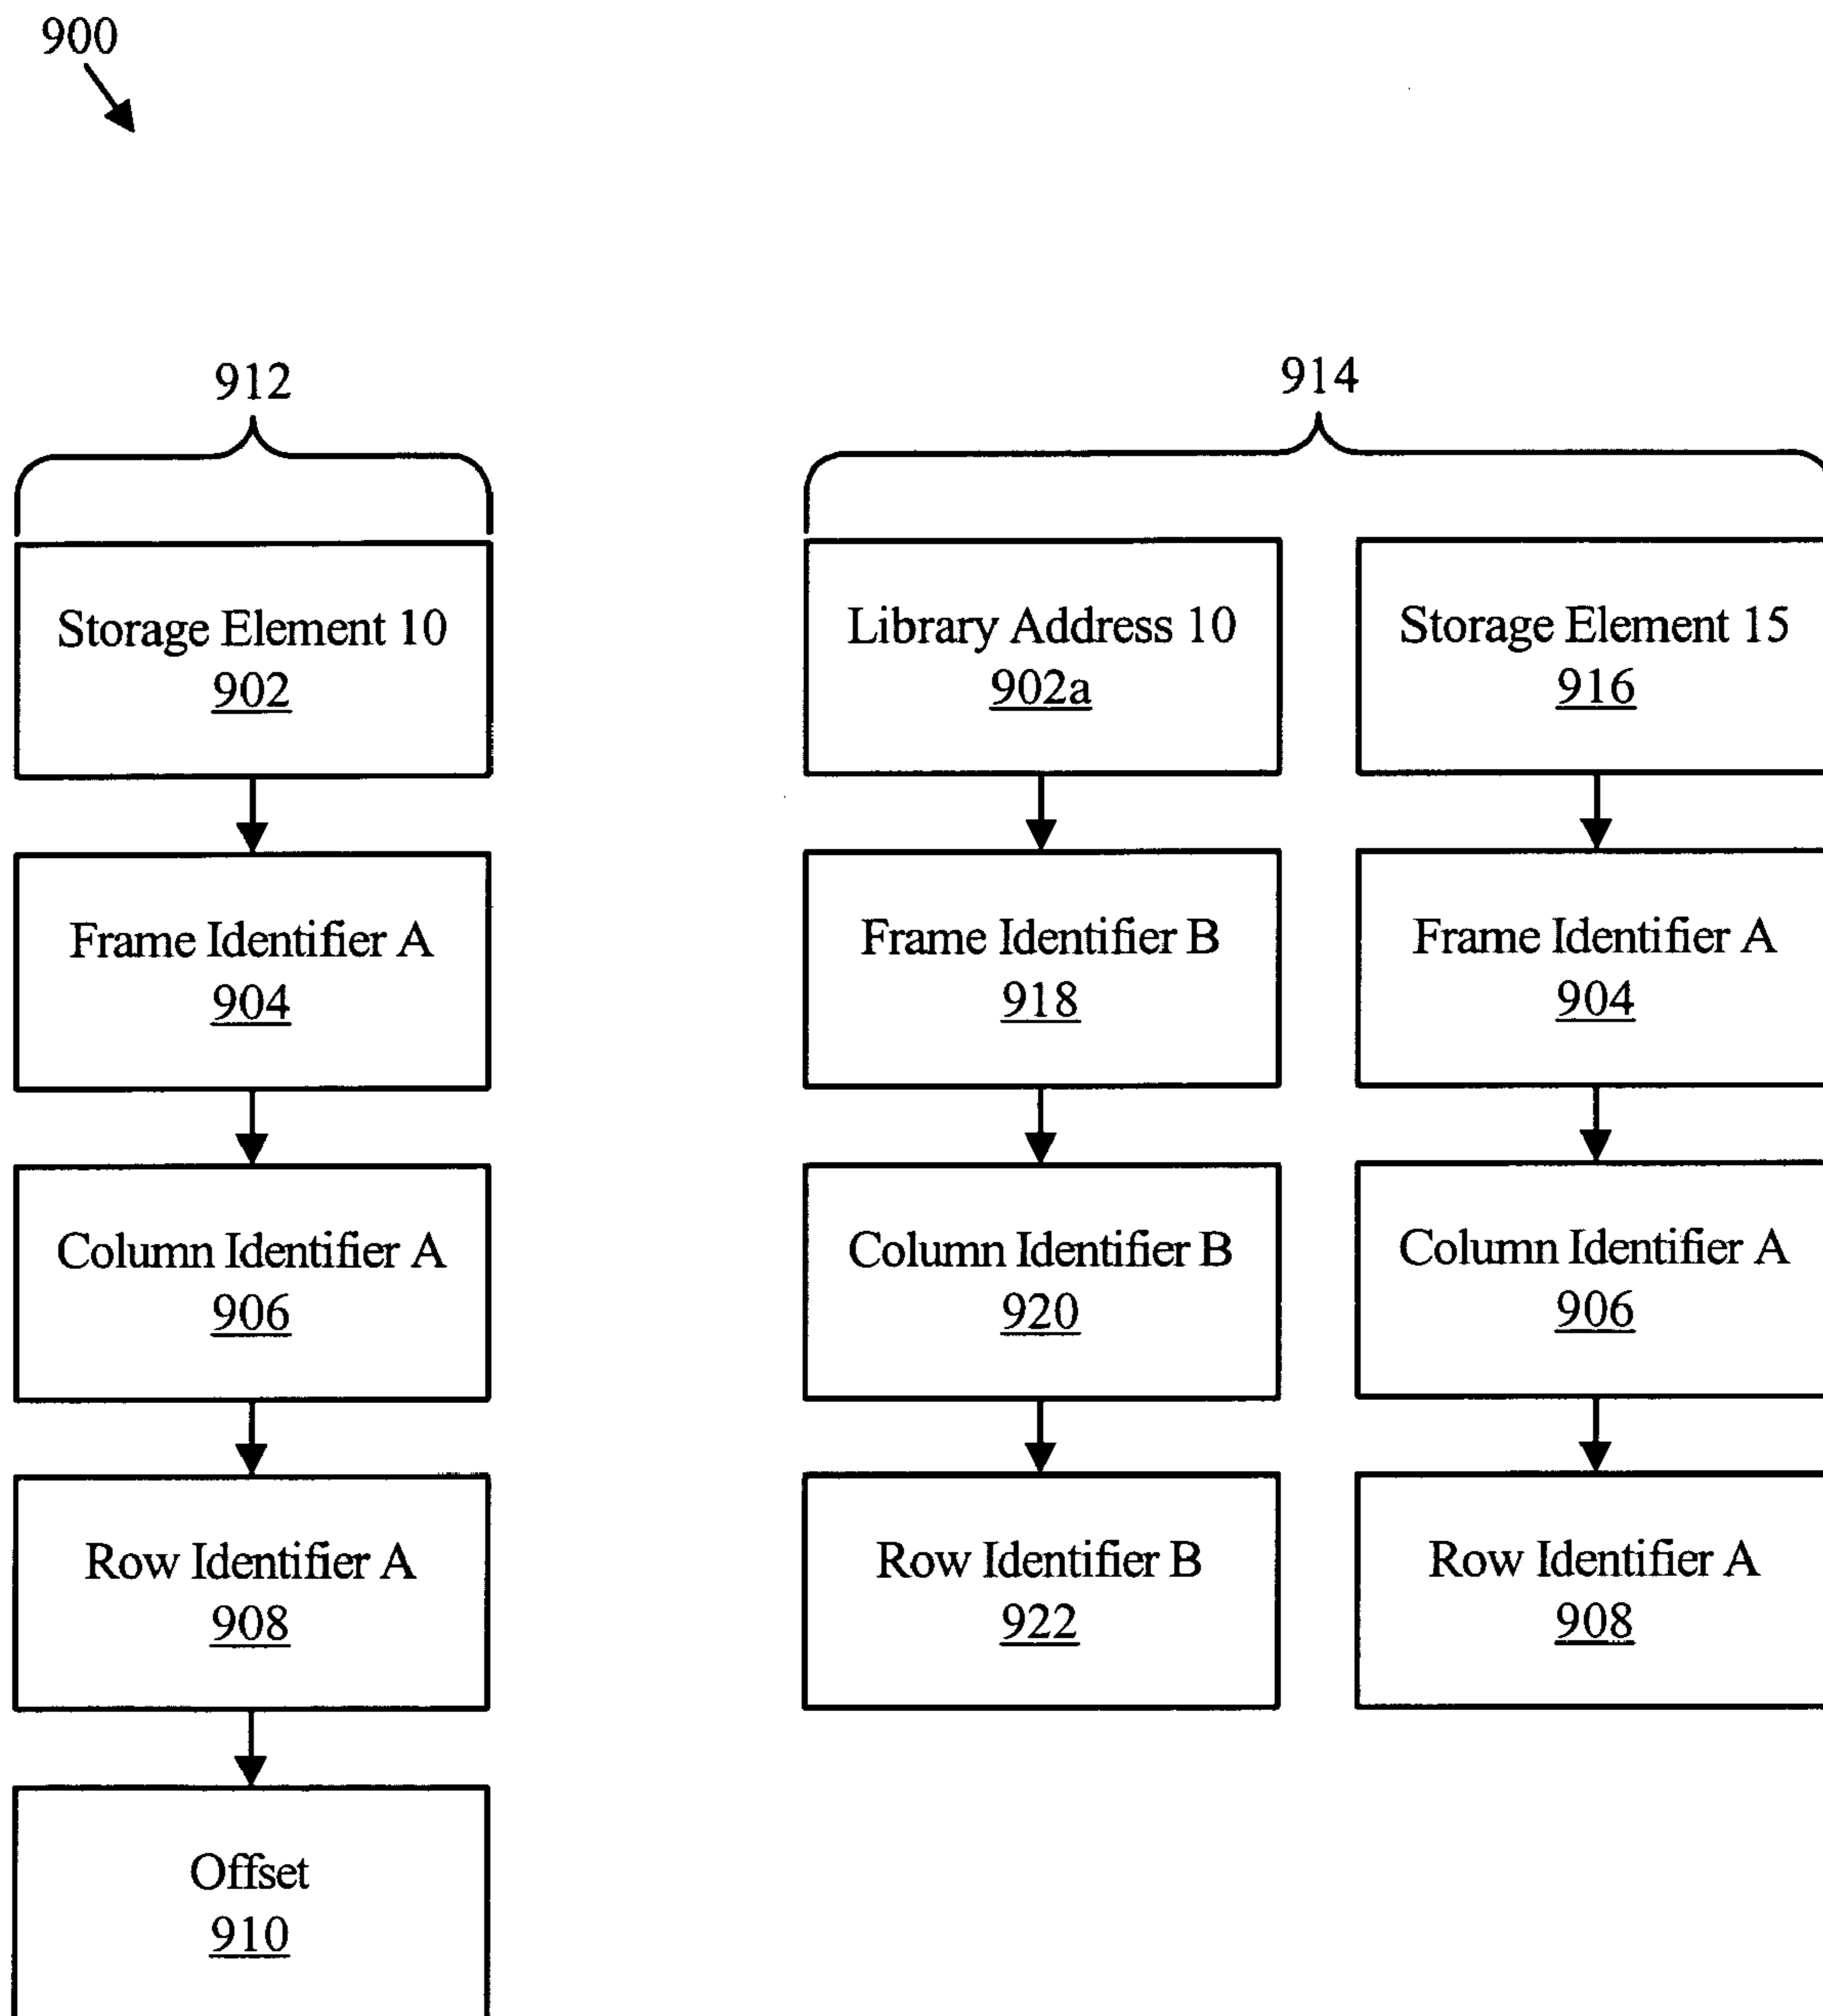 900
912
Storage Element 10
902
Frame Identifier A
904
Column Identifier A
906
Row Identifier A
908
Offset
910
914
Library Address 10
902a
Frame Identifier B
918
Column Identifier B
920
Row Identifier B
922
Storage Element 15
916
Frame Identifier A
904
Column Identifier A
906
Row Identifier A
908